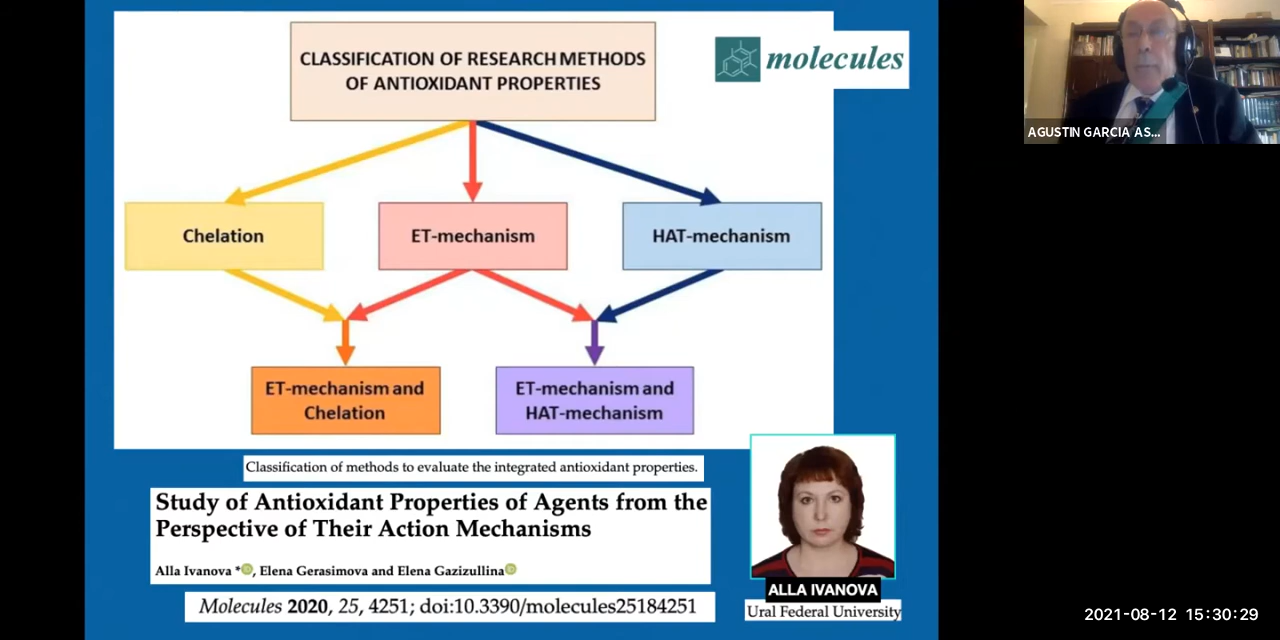 CLASSIFICATION OF RESEARCH METHODS
OF ANTIOXIDANT PROPERTIES
molecules
AGUSTIN GARCIA AS...
Chelation
ET-mechanism
HAT-mechanism
ET-mechanism and
Chelation
ET-mechanism and
HAT-mechanism
Classification of methods to evaluate the integrated antioxidant properties.
Study of Antioxidant Properties of Agents from the
Perspective of Their Action Mechanisms
Alla Ivanova *, Elena Gerasimova and Elena Gazizullina
Molecules 2020, 25, 4251; doi:10.3390/molecules25184251
ALLA IVANOVA
Ural Federal University
2021-08-12 15:30:29